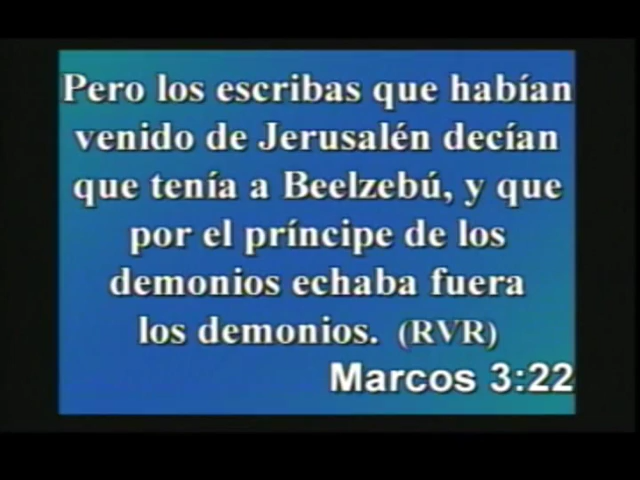 Pero los escribas que habían
venido de Jerusalén decían
que tenía a Beelzebú, y que
por el príncipe de los
demonios echaba fuera
los demonios. (RVR)
Marcos 3:22